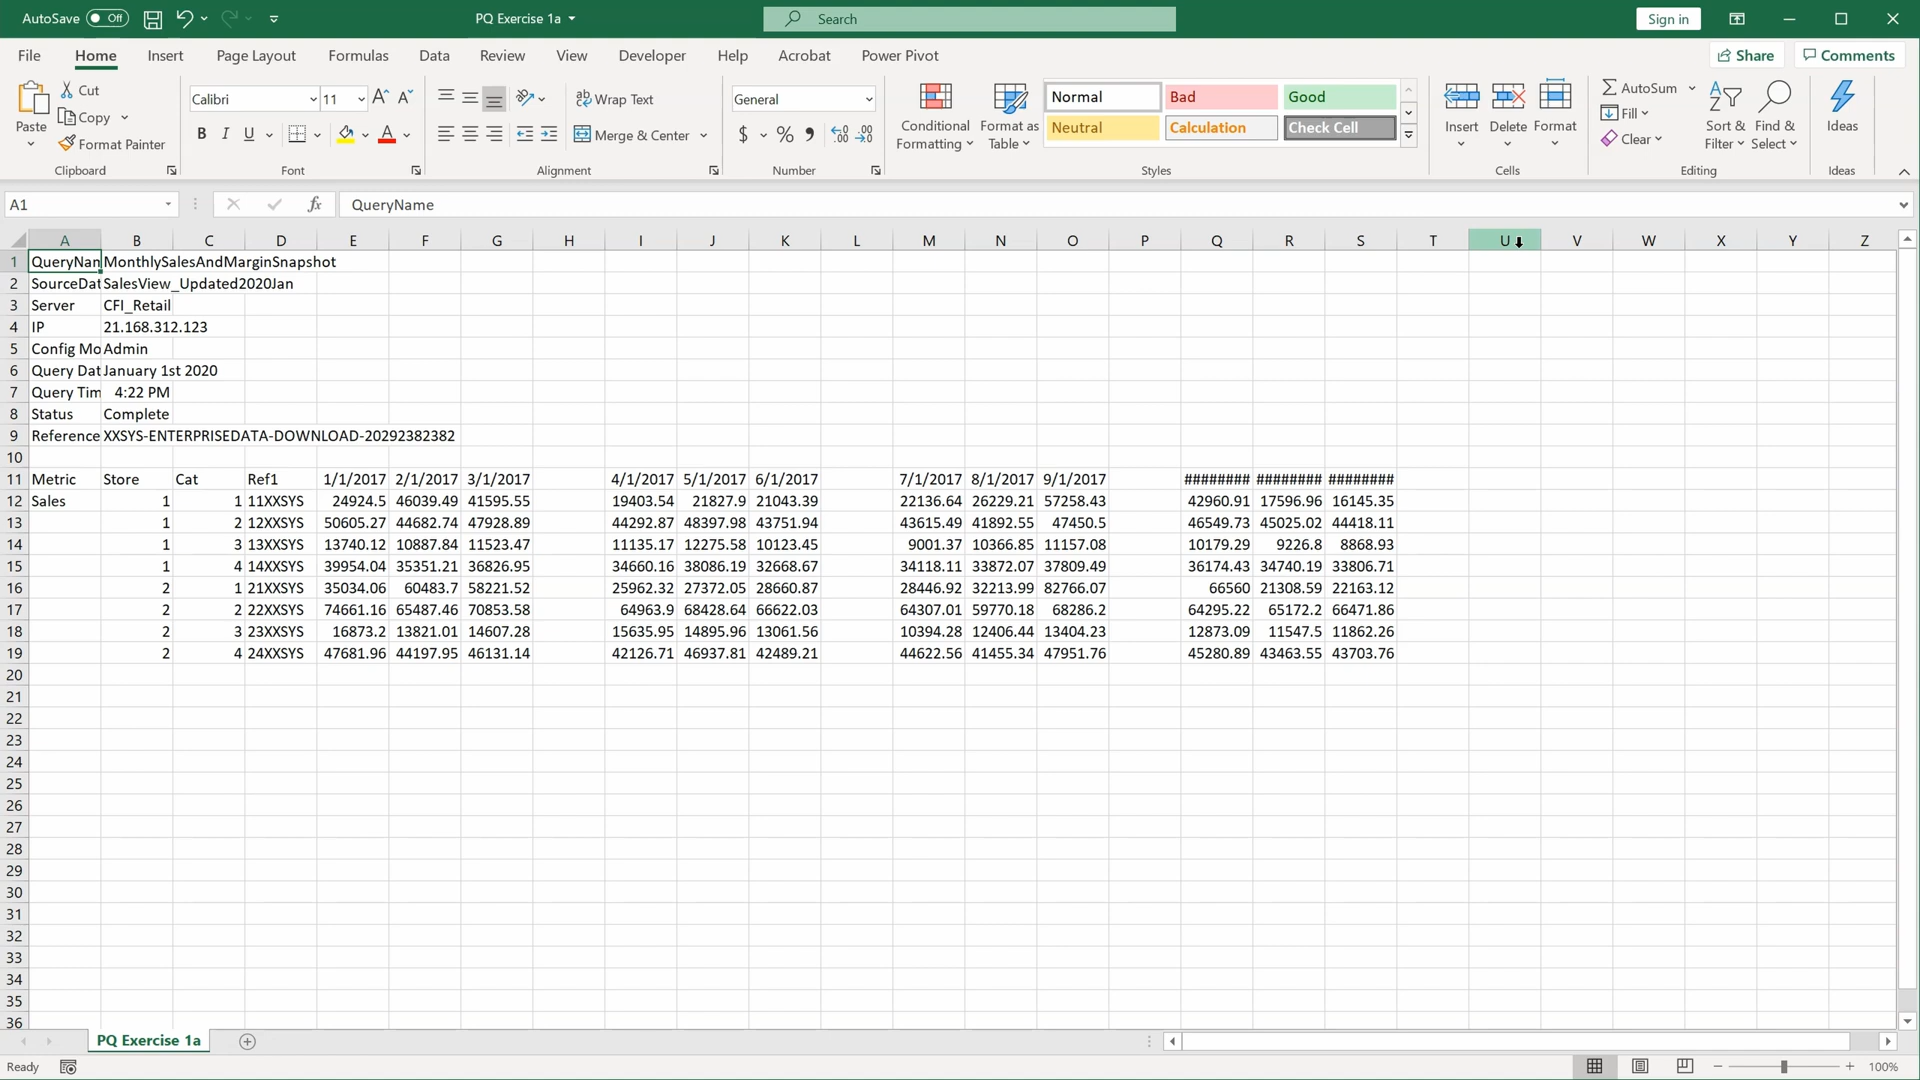 AutoSave Off PQ Exercise 1a Search Sign in
File Home Insert Page Layout Formulas Data Review View Developer Help Acrobat Power Pivot Share Comments
Paste Cut Copy Format Painter Clipboard
Calibri 11 B I U A Font
Wrap Text Merge & Center Alignment
General $ % Number
Conditional Formatting Format as Table Normal Bad Good Neutral Calculation Check Cell Styles
Insert Delete Format Cells
AutoSum Fill Clear Sort & Filter Find & Select Editing
Ideas Ideas
A1 fx QueryName
A B C D E F G H I J K L M N O P Q R S T U V W X Y Z
1 QueryNan MonthlySalesAndMarginSnapshot
2 SourceDat SalesView_Updated2020Jan
3 Server CFI_Retail
4 IP 21.168.312.123
5 Config Mo Admin
6 Query Dat January 1st 2020
7 Query Tim 4:22 PM
8 Status Complete
9 Reference XXSYS-ENTERPRISEDATA-DOWNLOAD-20292382382
10
11 Metric Store Cat Ref1 1/1/2017 2/1/2017 3/1/2017 4/1/2017 5/1/2017 6/1/2017 7/1/2017 8/1/2017 9/1/2017 ######## ######## ########
12 Sales 1 1 11XXSYS 24924.5 46039.49 41595.55 19403.54 21827.9 21043.39 22136.64 26229.21 57258.43 42960.91 17596.96 16145.35
13 1 2 12XXSYS 50605.27 44682.74 47928.89 44292.87 48397.98 43751.94 43615.49 41892.55 47450.5 46549.73 45025.02 44418.11
14 1 3 13XXSYS 13740.12 10887.84 11523.47 11135.17 12275.58 10123.45 9001.37 10366.85 11157.08 10179.29 9226.8 8868.93
15 1 4 14XXSYS 39954.04 35351.21 36826.95 34660.16 38086.19 32668.67 34118.11 33872.07 37809.49 36174.43 34740.19 33806.71
16 2 1 21XXSYS 35034.06 60483.7 58221.52 25962.32 27372.05 28660.87 28446.92 32213.99 82766.07 66560 21308.59 22163.12
17 2 2 22XXSYS 74661.16 65487.46 70853.58 64963.9 68428.64 66622.03 64307.01 59770.18 68286.2 64295.22 65172.2 66471.86
18 2 3 23XXSYS 16873.2 13821.01 14607.28 15635.95 14895.96 13061.56 10394.28 12406.44 13404.23 12873.09 11547.5 11862.26
19 2 4 24XXSYS 47681.96 44197.95 46131.14 42126.71 46937.81 42489.21 44622.56 41455.34 47951.76 45280.89 43463.55 43703.76
20
21
22
23
24
25
26
27
28
29
30
31
32
33
34
35
36
PQ Exercise 1a
Ready 100%